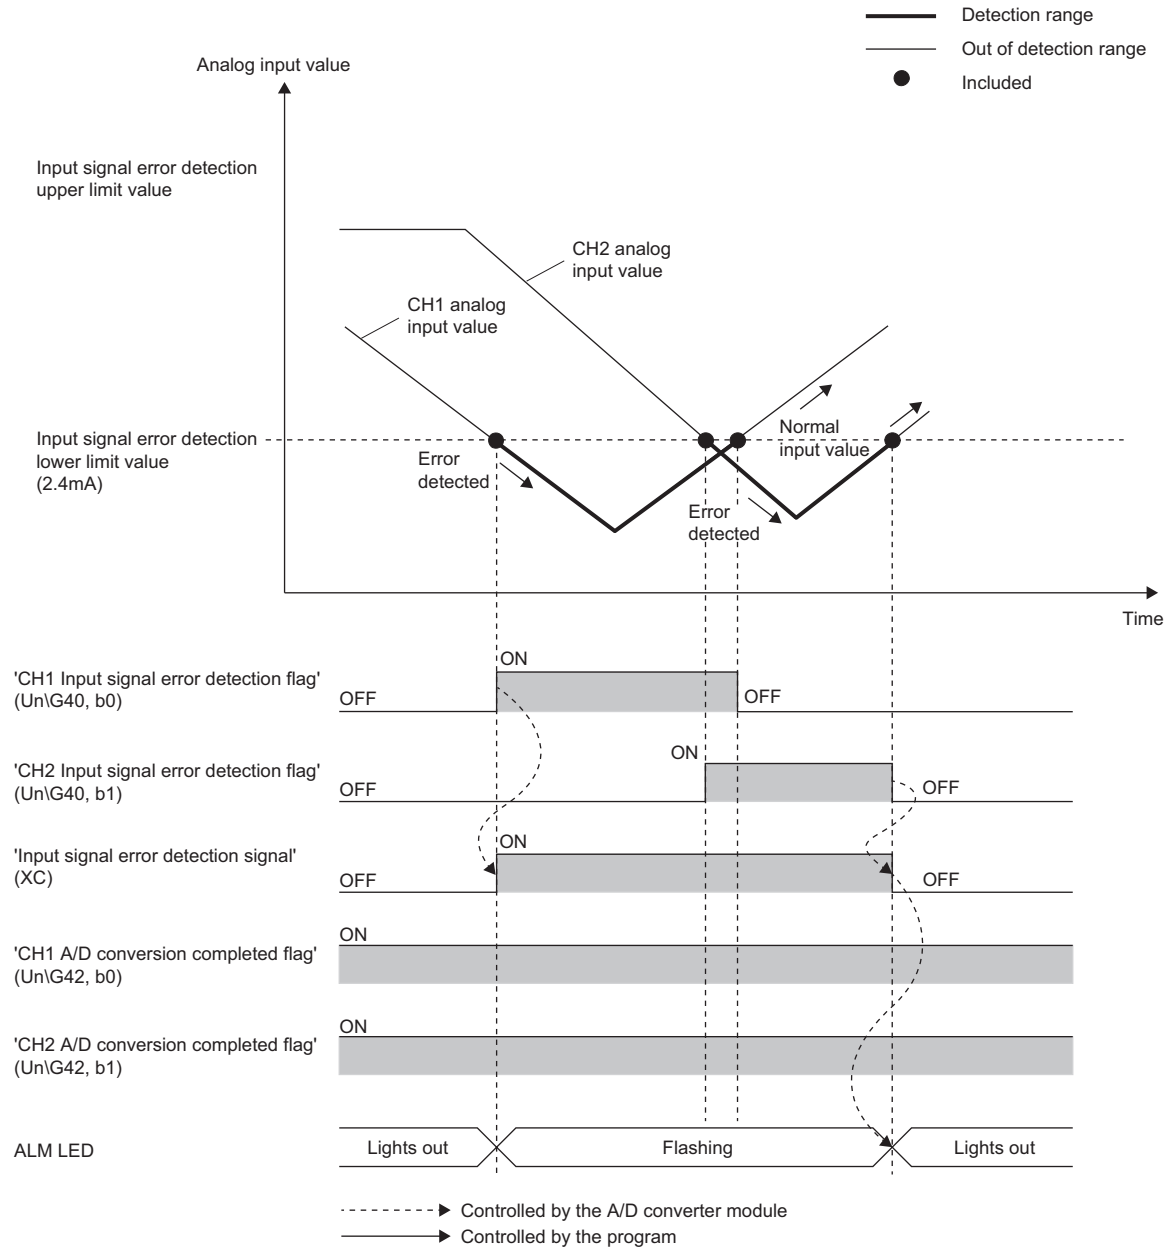 Detection range
Out of detection range
Included
Analog input value
Input signal error detection
upper limit value
CH2 analog
input value
CH1 analog
input value
Input signal error detection
lower limit value
(2.4mA)
Error
detected
Normal
input value
Error
detected
Time
'CH1 Input signal error detection flag'
(Un\G40, b0)
OFF
ON
OFF
'CH2 Input signal error detection flag'
(Un\G40, b1)
OFF
ON
OFF
'Input signal error detection signal'
(XC)
OFF
ON
OFF
'CH1 A/D conversion completed flag'
(Un\G42, b0)
ON
'CH2 A/D conversion completed flag'
(Un\G42, b1)
ON
ALM LED
Lights out
Flashing
Lights out
Controlled by the A/D converter module
Controlled by the program